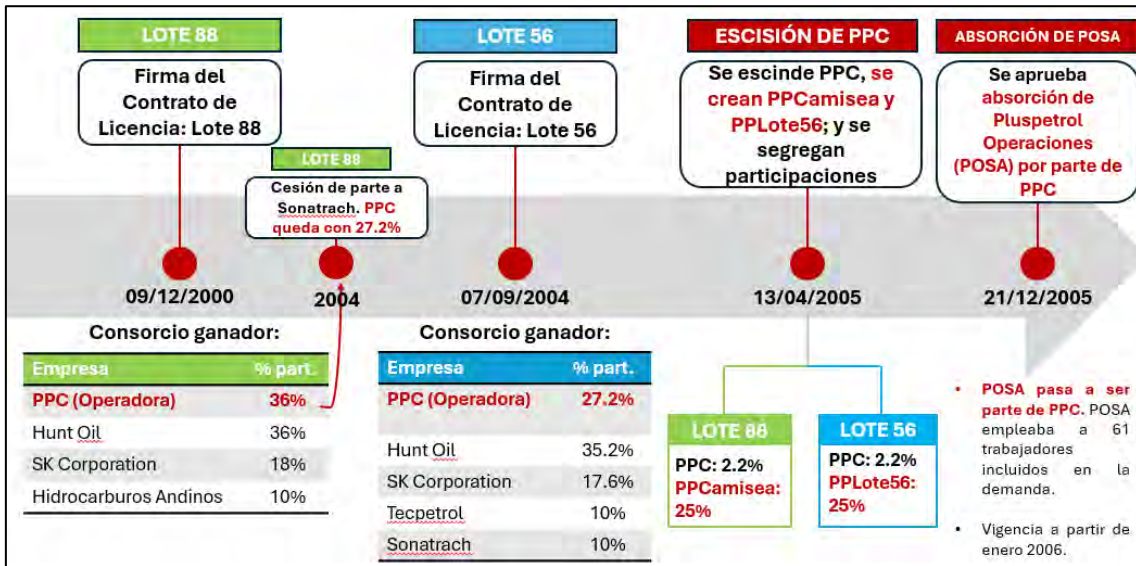 LOTE 88
Firma del
Contrato de
Licencia: Lote 88
LOTE 88
Cesión de parte a
Sonatrach. PPC
queda con 27.2%
LOTE 56
Firma del
Contrato de
Licencia: Lote 56
ESCISIÓN DE PPC
Se escinde PPC, se
crean PPCamisea y
PPLote56; y se
segregan
participaciones
ABSORCIÓN DE POSA
Se aprueba
absorción de
Pluspetrol
Operaciones
(POSA) por parte de
PPC
09/12/2000
2004
07/09/2004
13/04/2005
21/12/2005
Consorcio ganador:
Empresa % part.
PPC (Operadora) 36%
Hunt Oil 36%
SK Corporation 18%
Hidrocarburos Andinos 10%
Consorcio ganador:
Empresa % part.
PPC (Operadora) 27.2%
Hunt Oil 35.2%
SK Corporation 17.6%
Tecpetrol 10%
Sonatrach 10%
LOTE 88
PPC: 2.2%
PPCamisea:
25%
LOTE 56
PPC: 2.2%
PPLote56:
25%
• POSA pasa a ser
parte de PPC. POSA
empleaba a 61
trabajadores
incluidos en la
demanda.
• Vigencia a partir de
enero 2006.